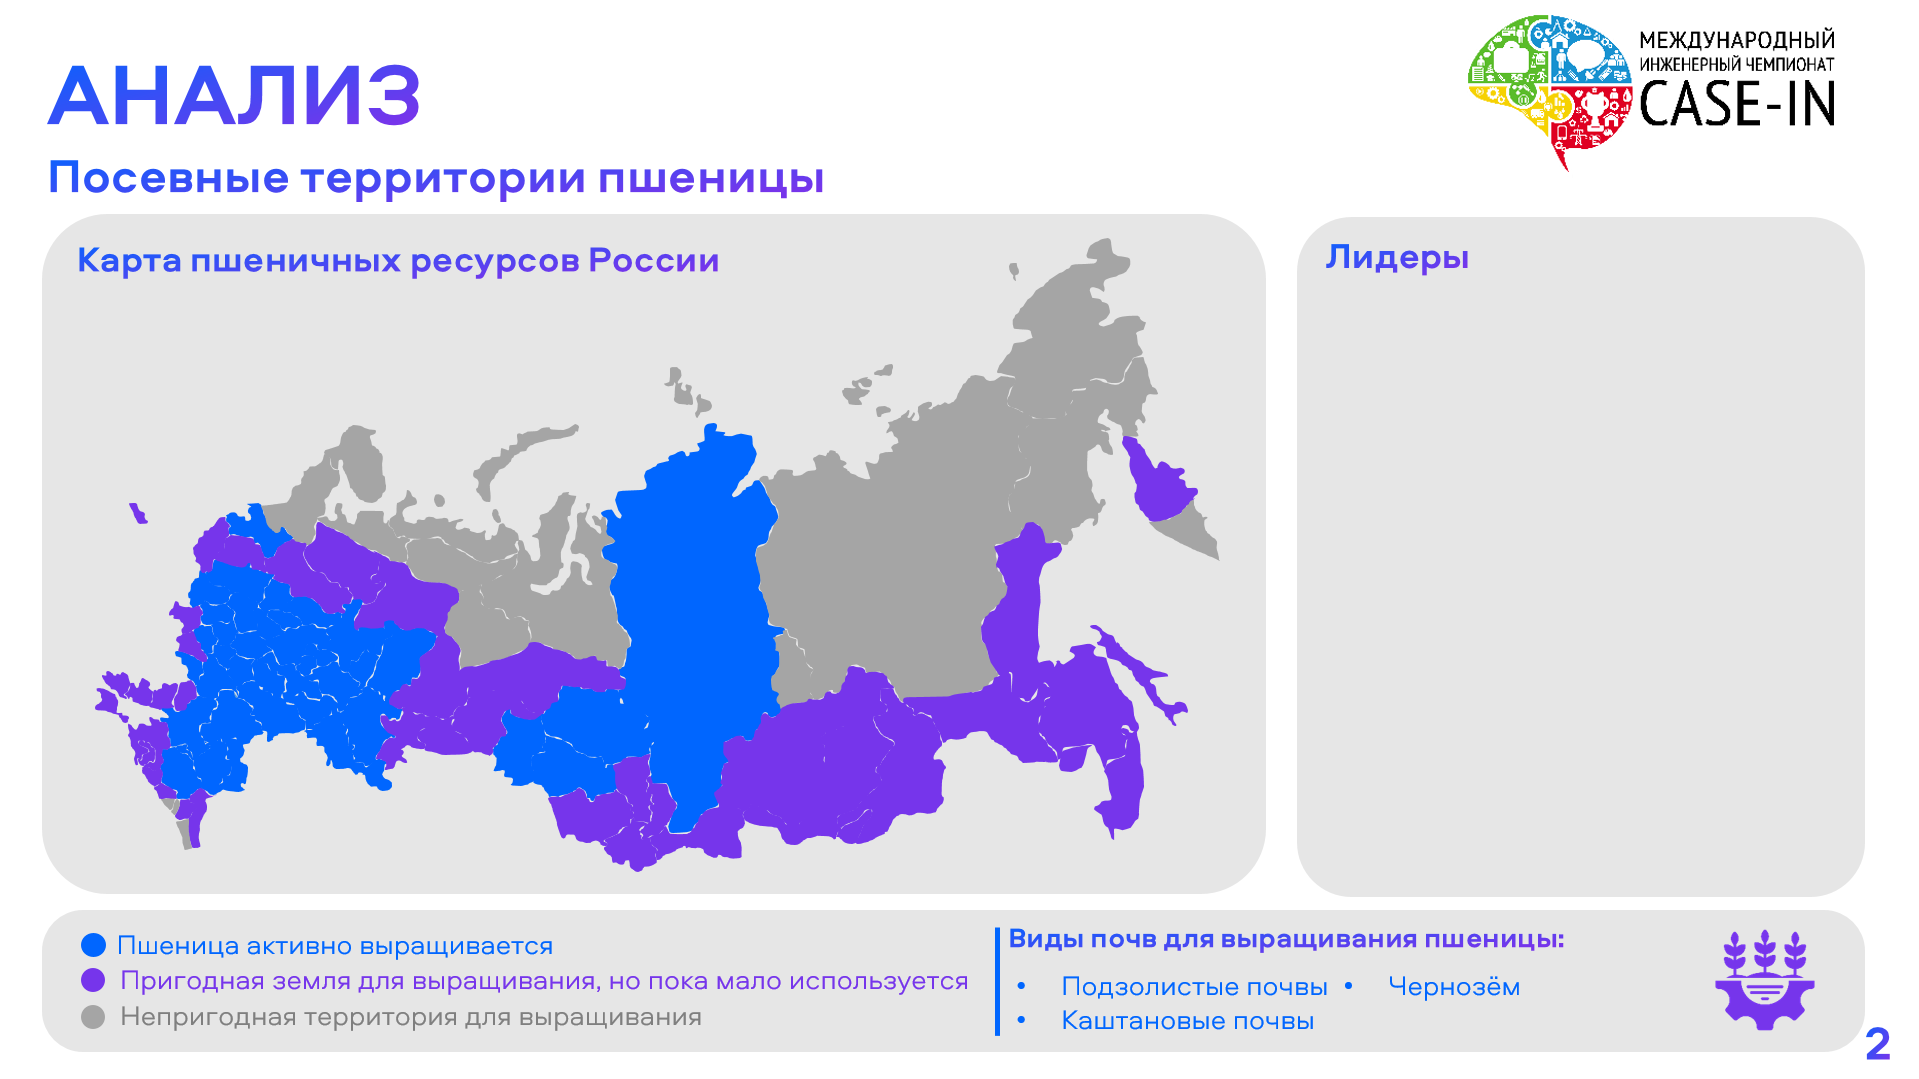 АНАЛИЗ
МЕЖДУНАРОДНЫЙ
ИНЖЕНЕРНЫЙ ЧЕМПИОНАТ
CASE-IN
Посевные территории пшеницы
Карта пшеничных ресурсов России
Лидеры
Пшеница активно выращивается
Пригодная земля для выращивания, но пока мало используется
Непригодная территория для выращивания
Виды почв для выращивания пшеницы:
• Подзолистые почвы • Чернозём
• Каштановые почвы
2